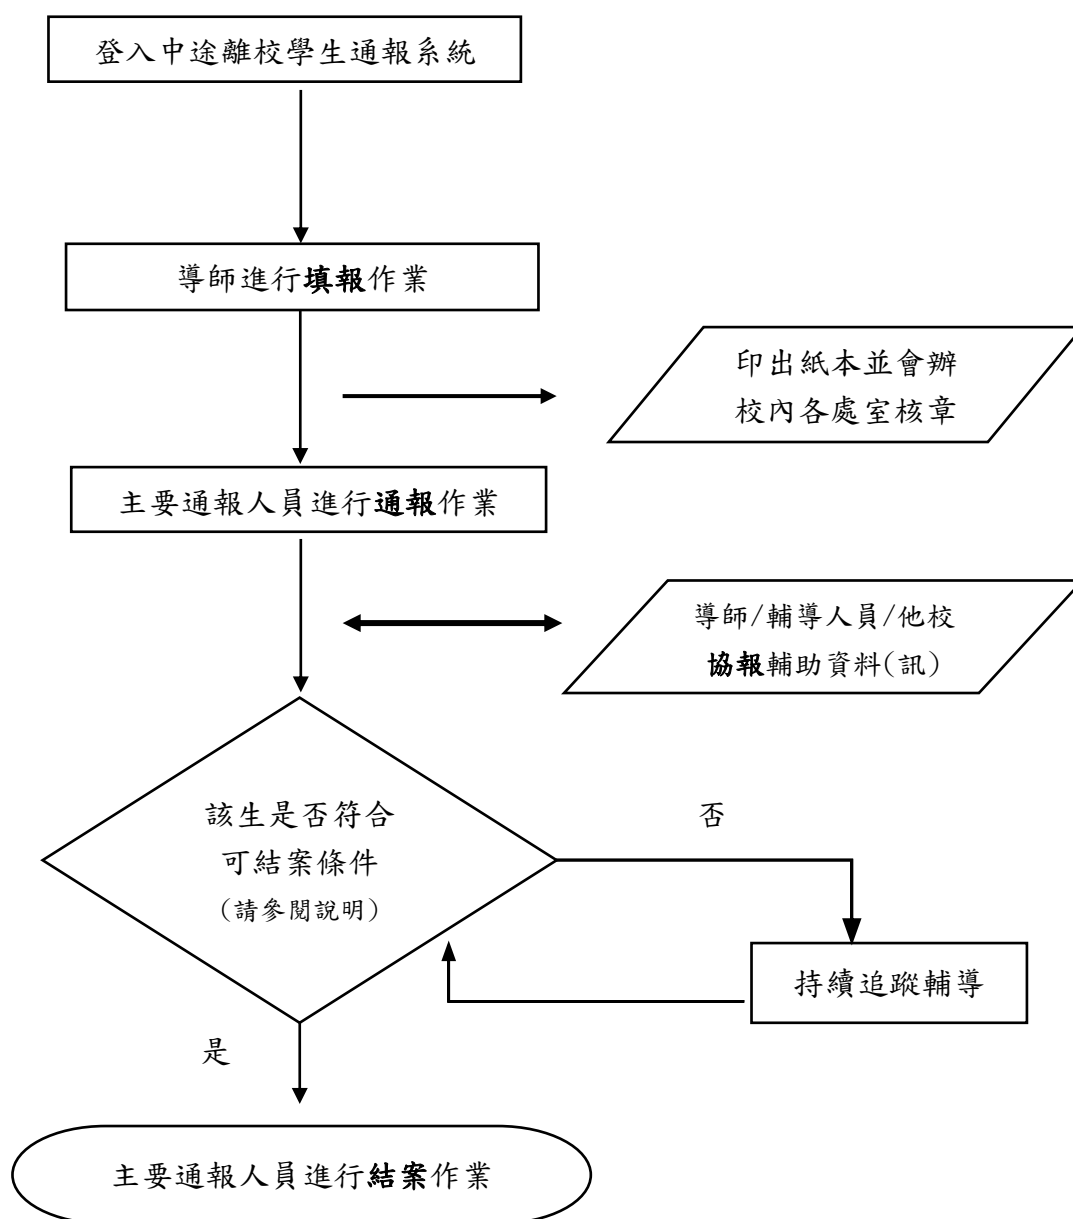 登入中途離校學生通報系統
導師進行填報作業
印出紙本並會辦
校內各處室核章
主要通報人員進行通報作業
導師/輔導人員/他校
協報輔助資料(訊)
該生是否符合
可結案條件
(請參閱說明)
否
持續追蹤輔導
是
主要通報人員進行結案作業